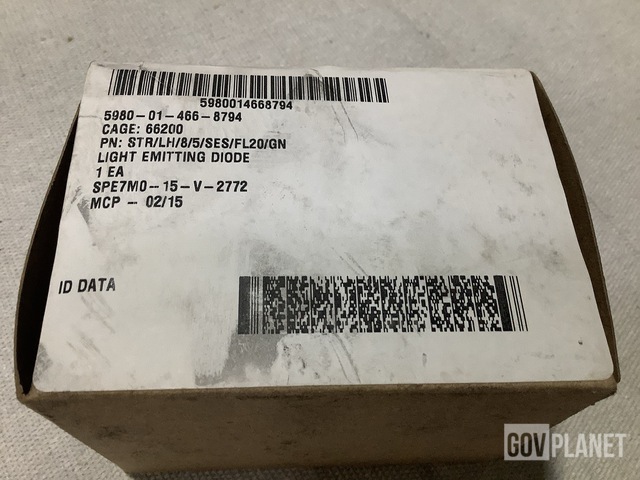 5980014668794
5980-01-466-8794
CAGE: 66200
PN: STR/LH/8/5/SES/FL20/GN
LIGHT EMITTING DIODE
1 EA
SPE7M0-15-V-2772
MCP - 02/15
ID DATA
GOVPLANET